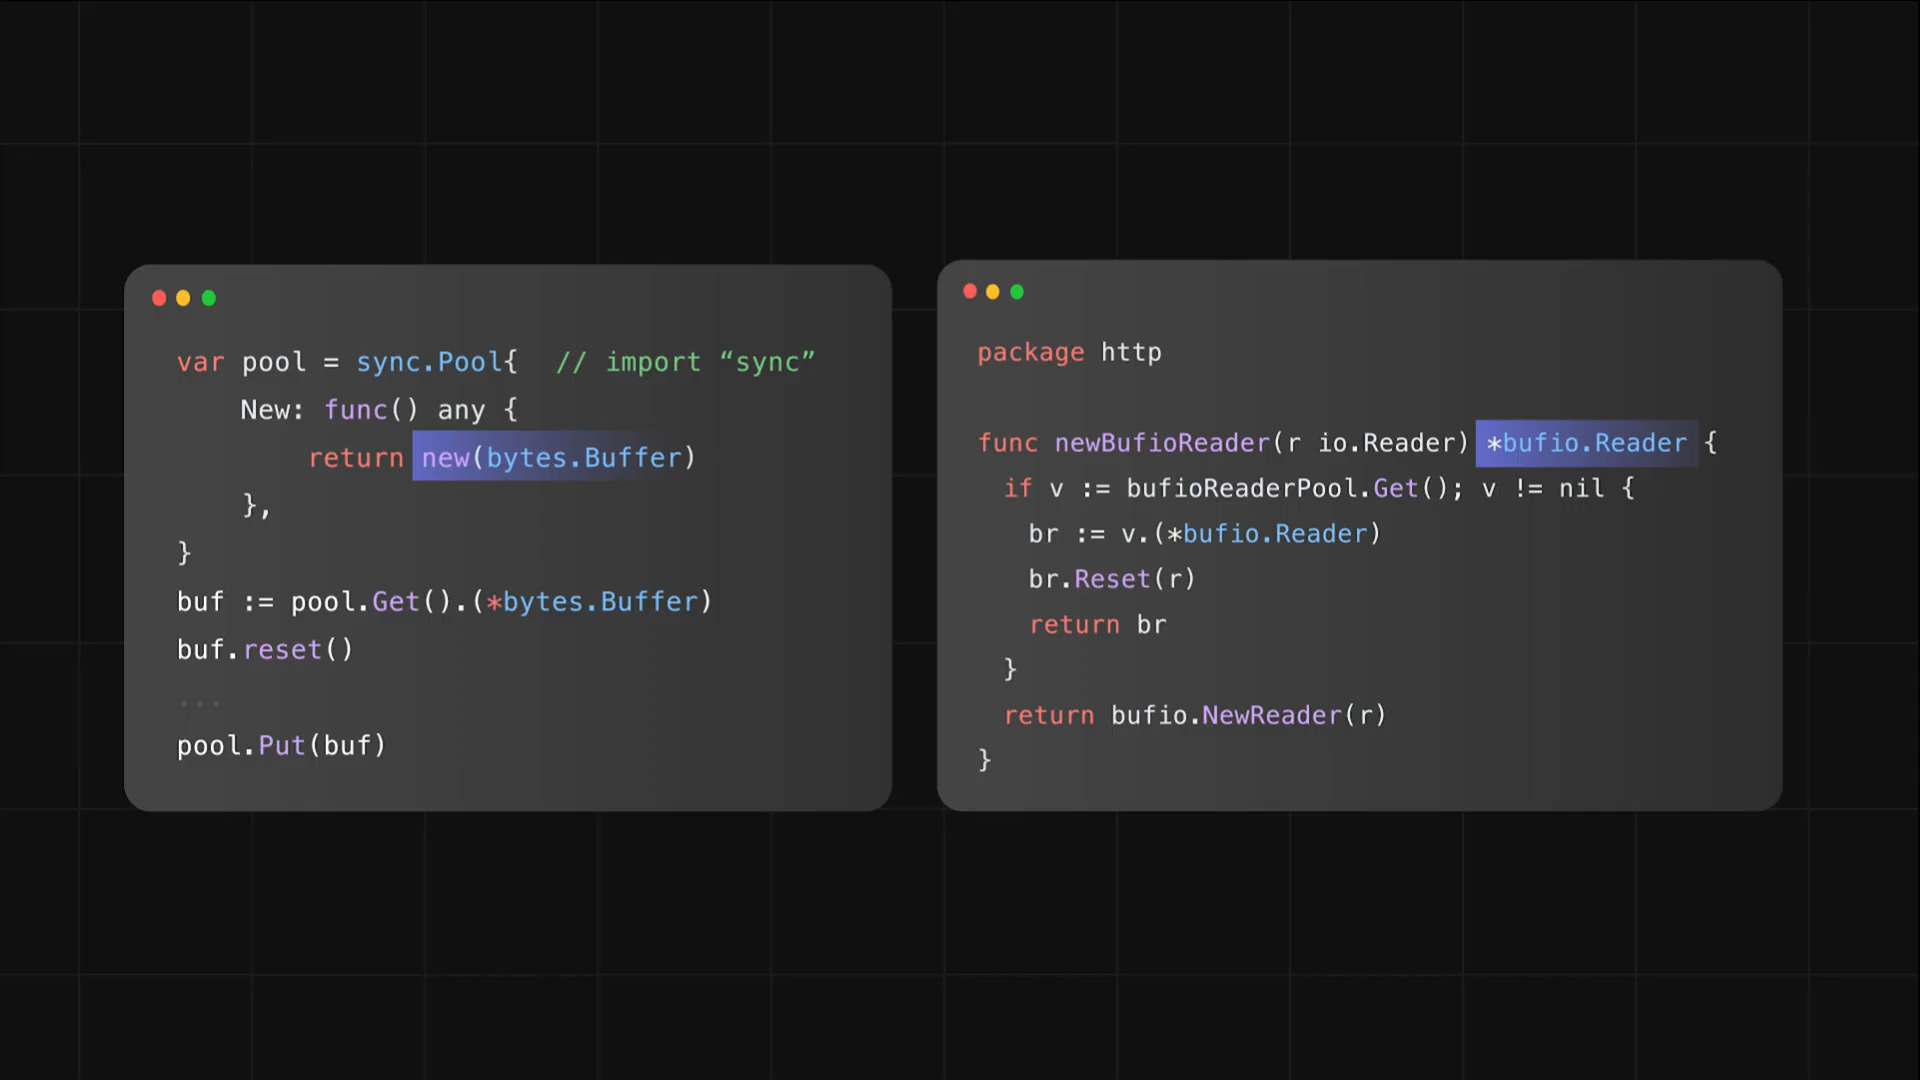 var pool = sync.Pool{  // import “sync”
    New: func() any {
        return new(bytes.Buffer)
    },
}
buf := pool.Get().(*bytes.Buffer)
buf.reset()
...
pool.Put(buf)
package http
func newBufioReader(r io.Reader) *bufio.Reader {
  if v := bufioReaderPool.Get(); v != nil {
    br := v.(*bufio.Reader)
    br.Reset(r)
    return br
  }
  return bufio.NewReader(r)
}